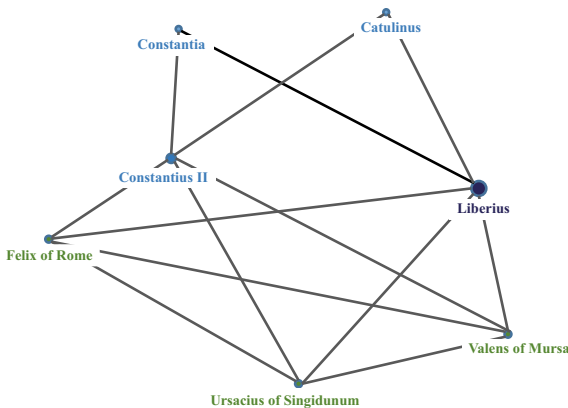 Catulinus
Constantia
Constantius II
Liberius
Felix of Rome
Valens of Mursa
Ursacius of Singidunum